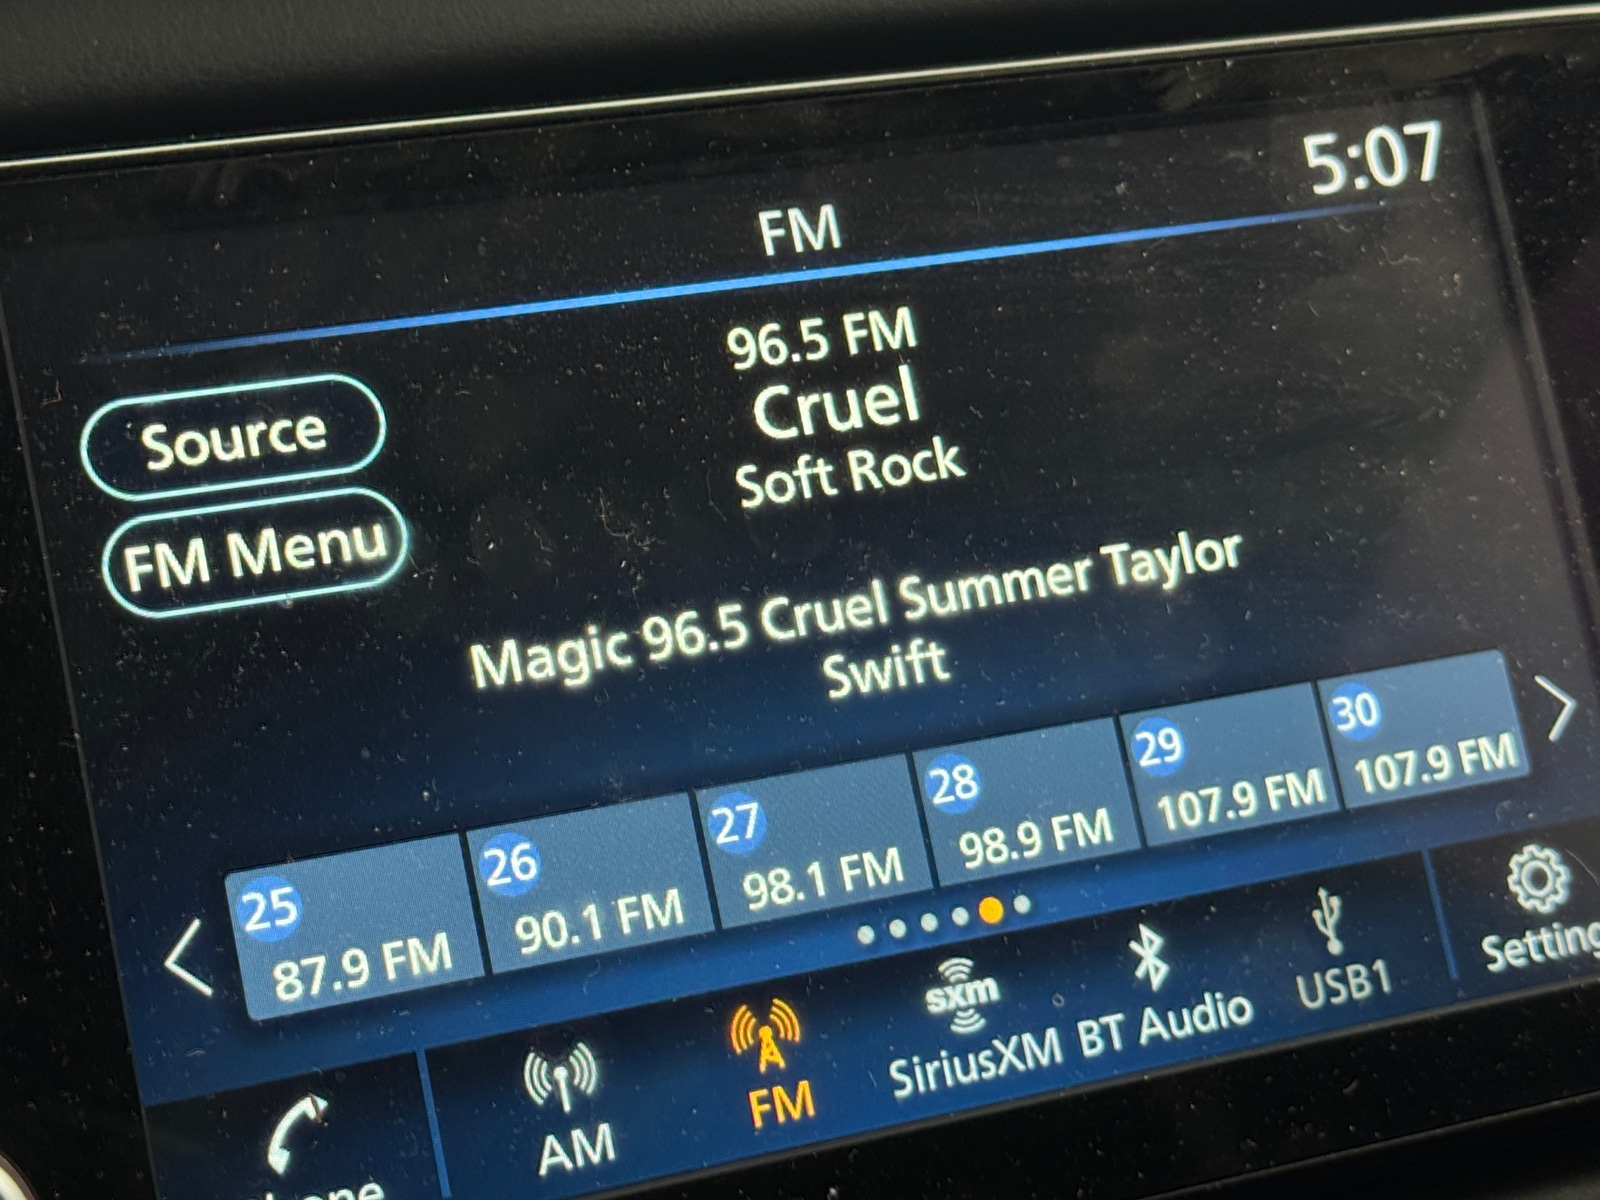 5:07
FM
96.5 FM
Cruel
Soft Rock
Source
FM Menu
Magic 96.5 Cruel Summer Taylor
Swift
25
87.9 FM
26
90.1 FM
27
98.1 FM
28
98.9 FM
29
107.9 FM
30
107.9 FM
AM
FM
sxm
SiriusXM
BT Audio
USB1
Setting